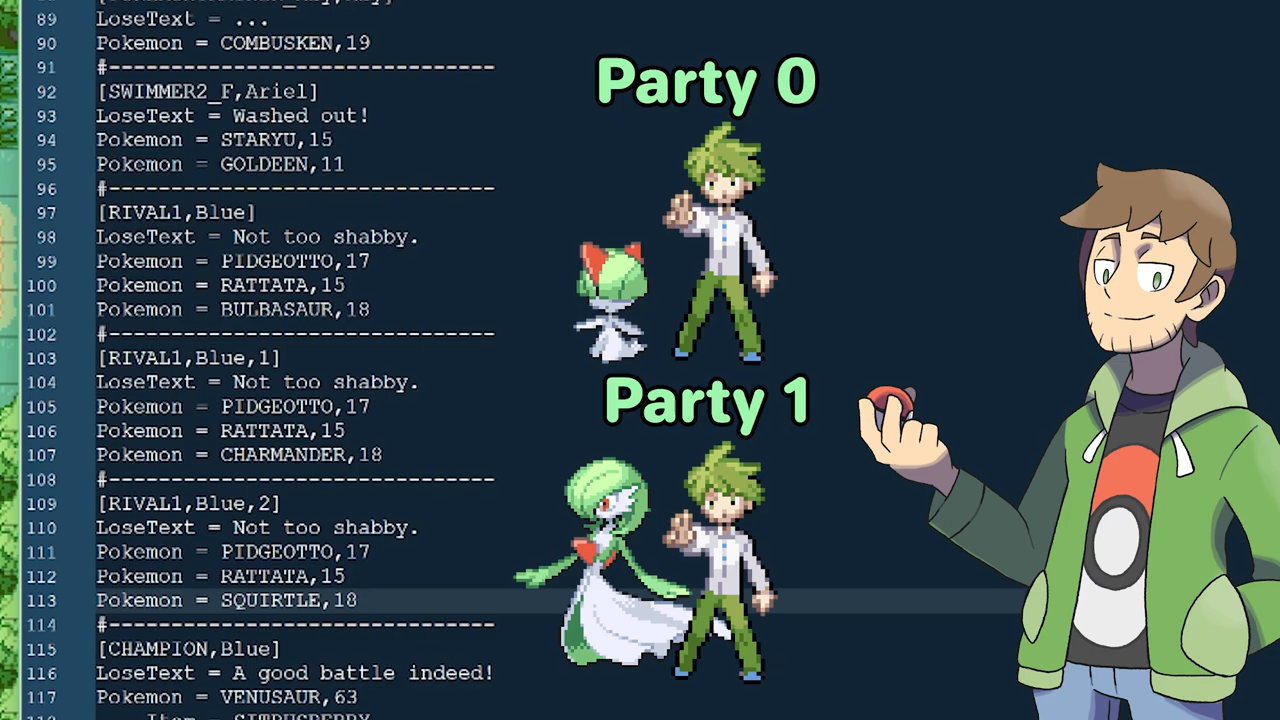 89 LoseText = ...
90 Pokemon = COMBUSKEN,19
91 #-------------------------------
92 [SWIMMER2_F,Ariel]
93 LoseText = Washed out!
94 Pokemon = STARYU,15
95 Pokemon = GOLDEEN,11
96 #-------------------------------
97 [RIVAL1,Blue]
98 LoseText = Not too shabby.
99 Pokemon = PIDGEOTTO,17
100 Pokemon = RATTATA,15
101 Pokemon = BULBASAUR,18
102 #-------------------------------
103 [RIVAL1,Blue,1]
104 LoseText = Not too shabby.
105 Pokemon = PIDGEOTTO,17
106 Pokemon = RATTATA,15
107 Pokemon = CHARMANDER,18
108 #-------------------------------
109 [RIVAL1,Blue,2]
110 LoseText = Not too shabby.
111 Pokemon = PIDGEOTTO,17
112 Pokemon = RATTATA,15
113 Pokemon = SQUIRTLE,18
114 #-------------------------------
115 [CHAMPION,Blue]
116 LoseText = A good battle indeed!
117 Pokemon = VENUSAUR,63
Party 0
Party 1